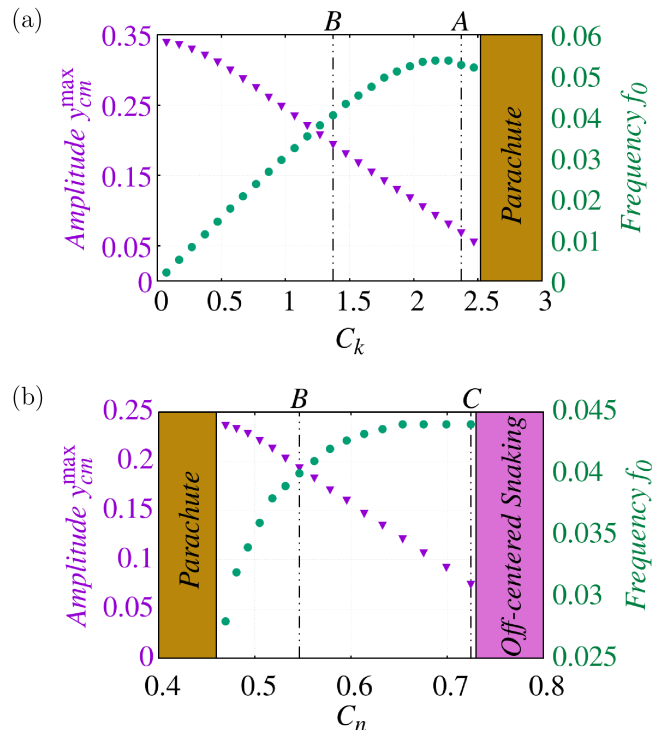 (a)
B
A
Amplitude y_cm^max
0.35
0.25
0.15
0.05
0
Parachute
0.06
0.05
0.04
0.03
0.02
0.01
0
Frequency f_0
0 0.5 1 1.5 2 2.5 3
C_k
(b)
B
C
Amplitude y_cm^max
0.25
0.2
0.15
0.1
0.05
0
Parachute
Off-centered Snaking
0.045
0.04
0.035
0.03
0.025
Frequency f_0
0.4 0.5 0.6 0.7 0.8
C_n